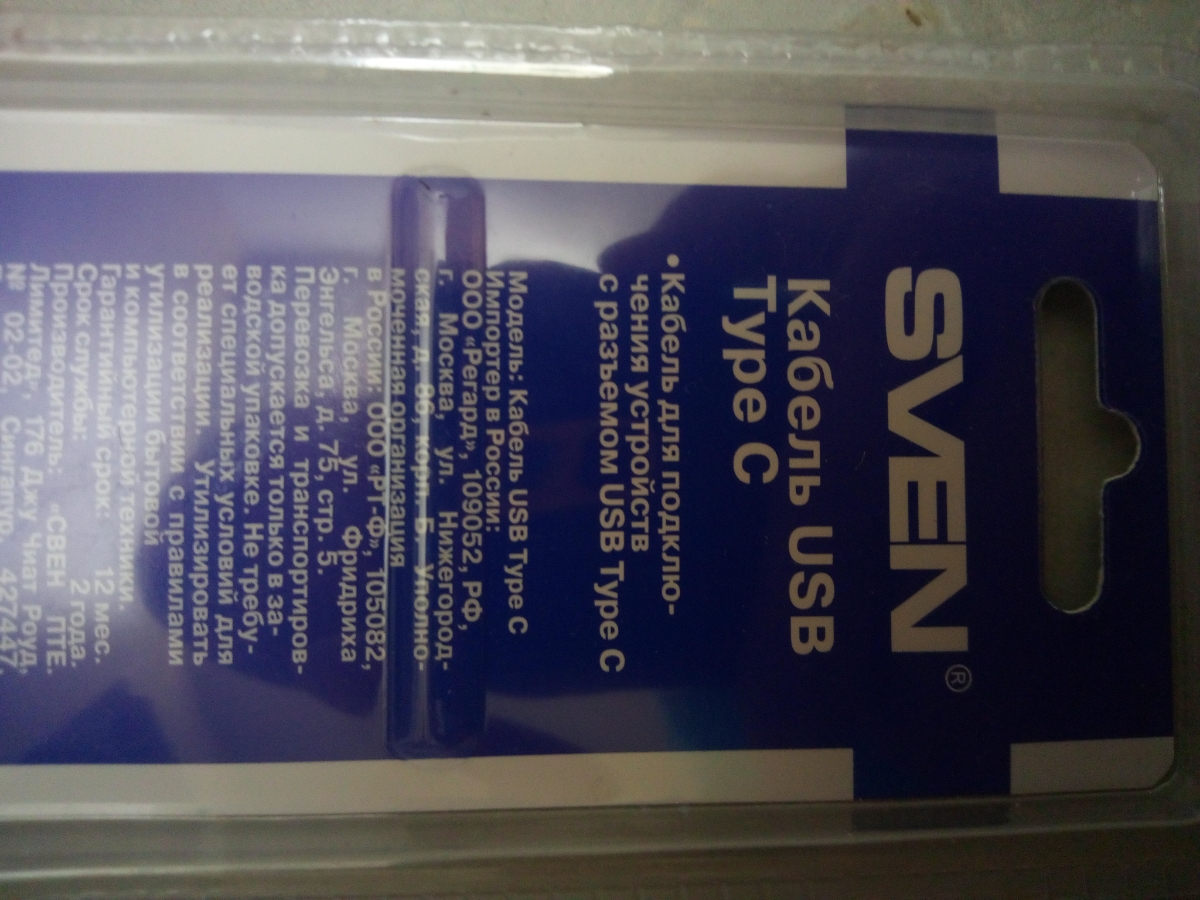 SVEN®
Кабель USB
Type C
•Кабель для подклю-
чения устройств
с разъемом USB Type C
Модель: Кабель USB Type C
Импортер в России:
ООО «Регард», 109052, РФ,
г. Москва, ул. Нижегород-
ская, д. 86, корп. Б. Уполно-
моченная организация
в России: ООО «РТ-Ф», 105082,
г. Москва, ул. Фридриха
Энгельса, д. 75, стр. 5.
Перевозка и транспортиров-
ка допускается только в за-
водской упаковке. Не требу-
ет специальных условий для
реализации. Утилизировать
в соответствии с правилами
утилизации бытовой
и компьютерной техники.
Гарантийный срок: 12 мес.
Срок службы: 2 года.
Производитель: «СВЕН ПТЕ.
Лимитед», 176 Джу Чиат Роуд,
№ 02-02, Сингапур, 427447.